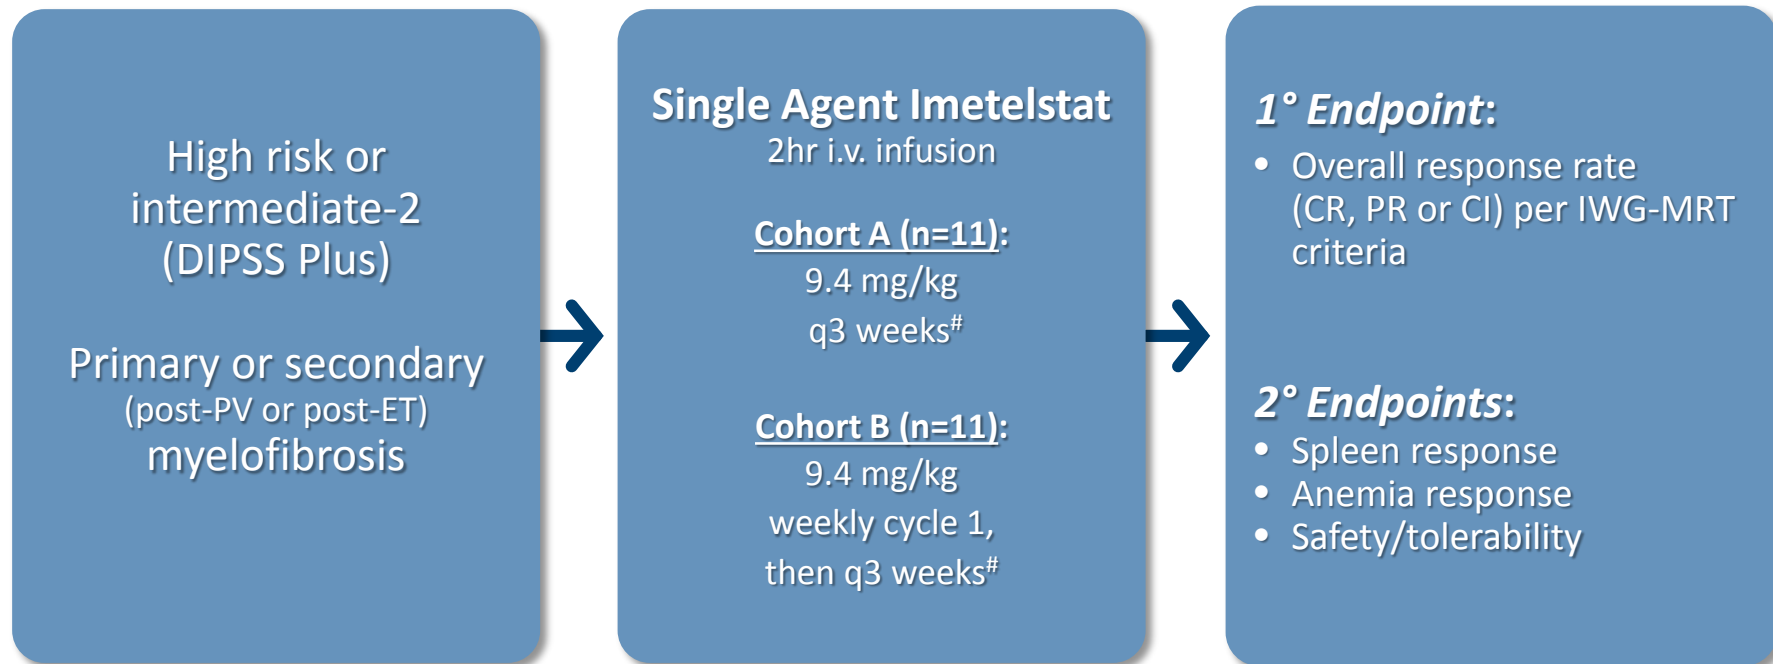 High risk or
intermediate-2
(DIPSS Plus)
Primary or secondary
(post-PV or post-ET)
myelofibrosis
Single Agent Imetelstat
2hr i.v. infusion
Cohort A (n=11):
9.4 mg/kg
q3 weeks#
Cohort B (n=11):
9.4 mg/kg
weekly cycle 1,
then q3 weeks#
1° Endpoint:
• Overall response rate
(CR, PR or CI) per IWG-MRT
criteria
2° Endpoints:
• Spleen response
• Anemia response
• Safety/tolerability